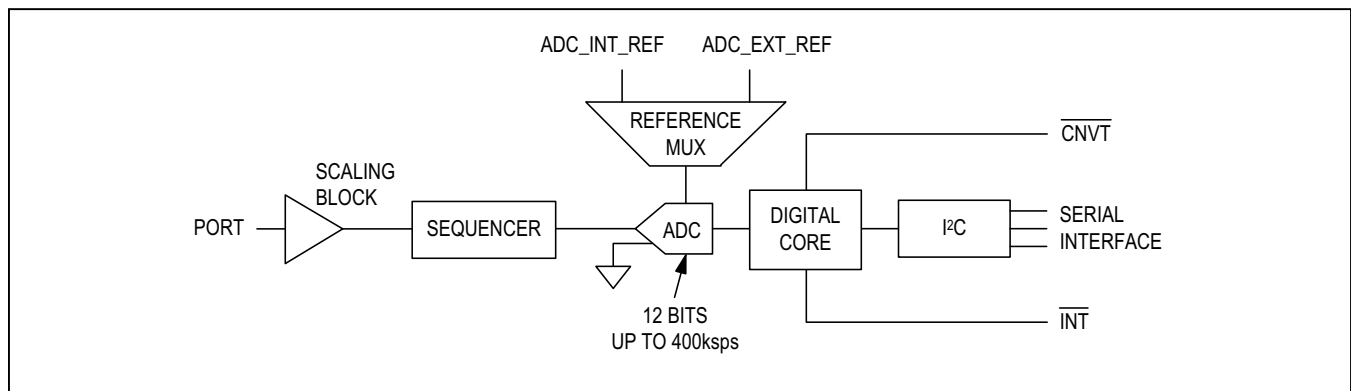 ADC_INT_REF
ADC_EXT_REF
REFERENCE
MUX
CNVT
SCALING
BLOCK
PORT
SEQUENCER
ADC
DIGITAL
CORE
I²C
SERIAL
INTERFACE
12 BITS
UP TO 400ksps
INT